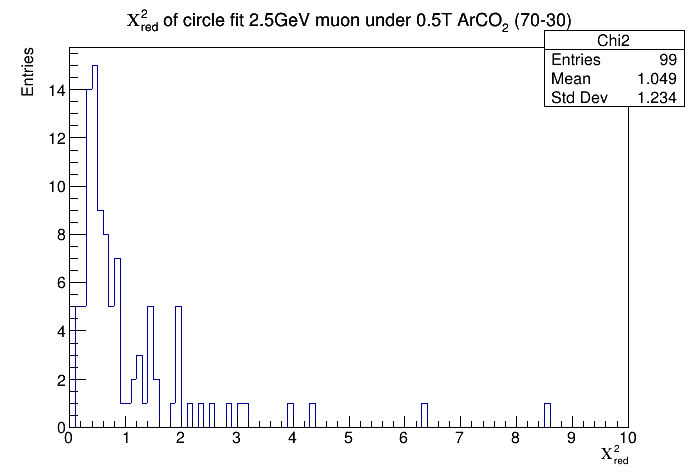 X²red of circle fit 2.5GeV muon under 0.5T ArCO₂ (70-30)
Chi2
Entries 99
Mean 1.049
Std Dev 1.234
Entries
14
12
10
8
6
4
2
0
0 1 2 3 4 5 6 7 8 9 10
X²red